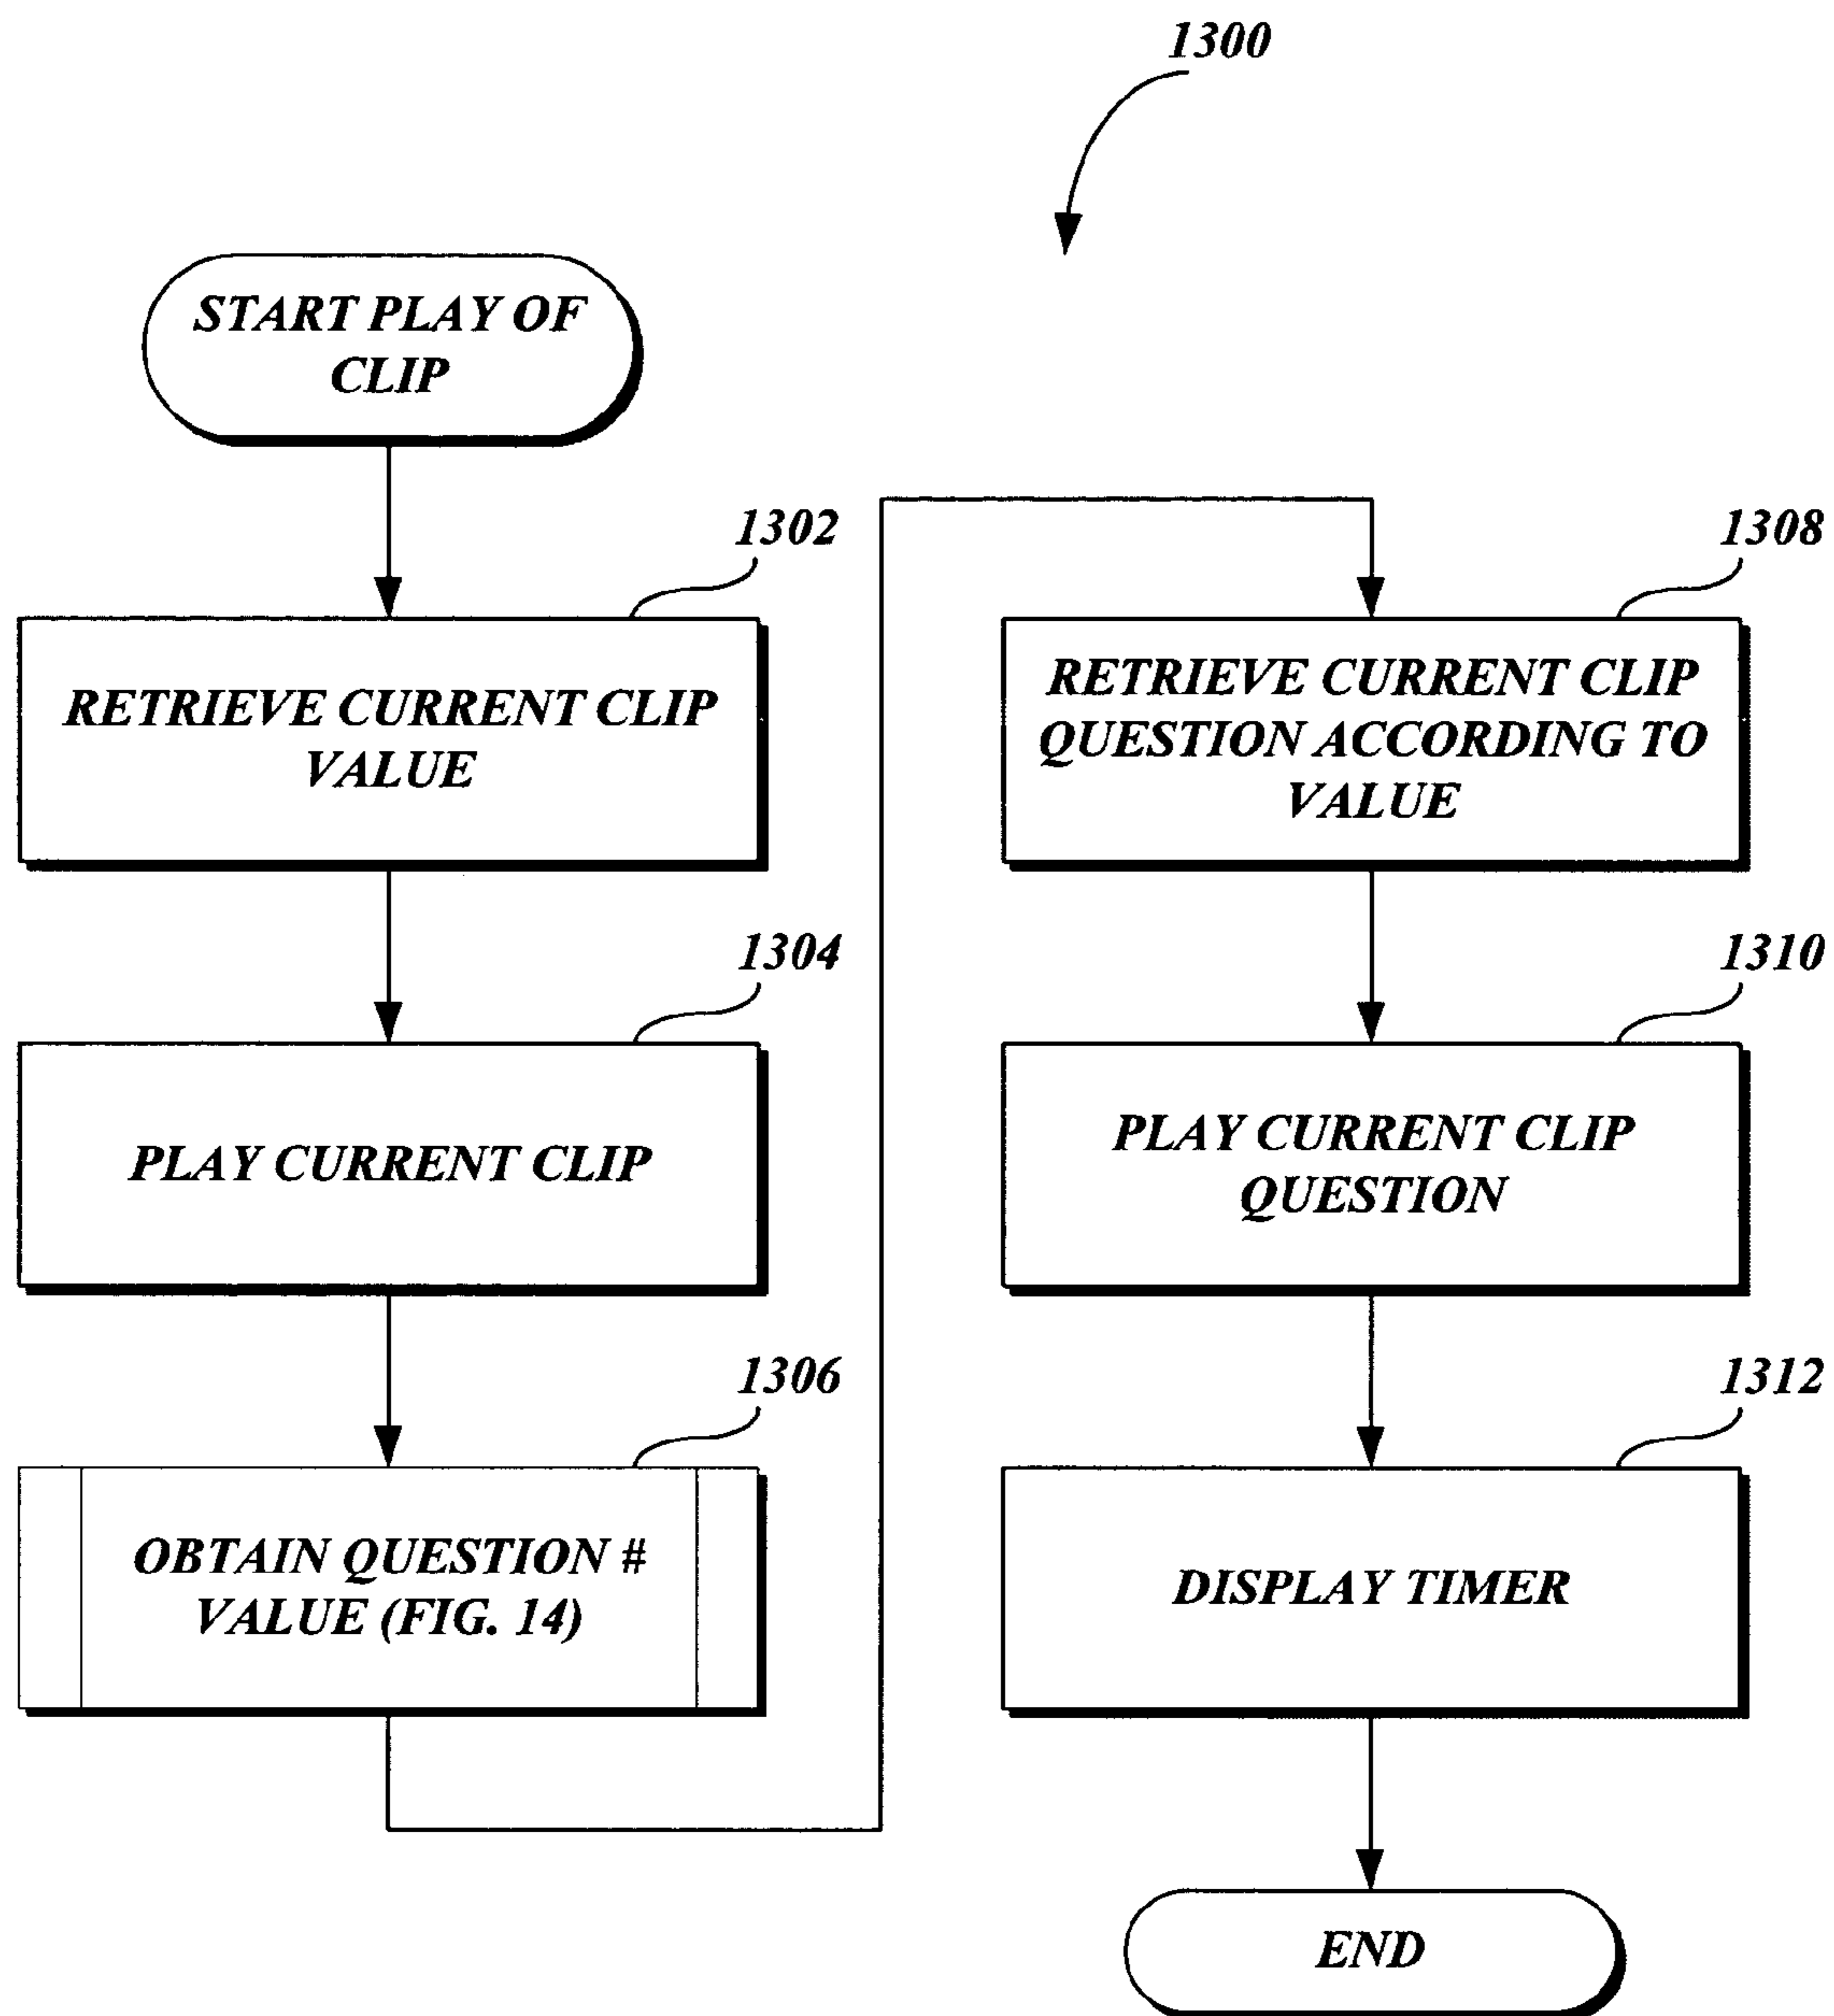 1300
START PLAY OF
CLIP
1302
RETRIEVE CURRENT CLIP
VALUE
1304
PLAY CURRENT CLIP
1306
OBTAIN QUESTION #
VALUE (FIG. 14)
1308
RETRIEVE CURRENT CLIP
QUESTION ACCORDING TO
VALUE
1310
PLAY CURRENT CLIP
QUESTION
1312
DISPLAY TIMER
END